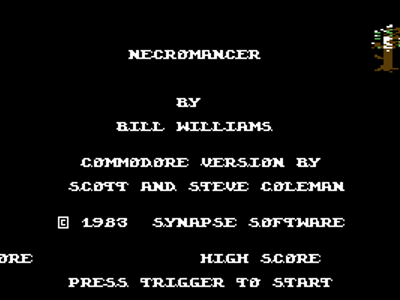 NECROMANCER
BY
BILL WILLIAMS
COMMODORE VERSION BY
SCOTT AND STEVE COLEMAN
© 1983 SYNAPSE SOFTWARE
ORE HIGH SCORE
PRESS TRIGGER TO START